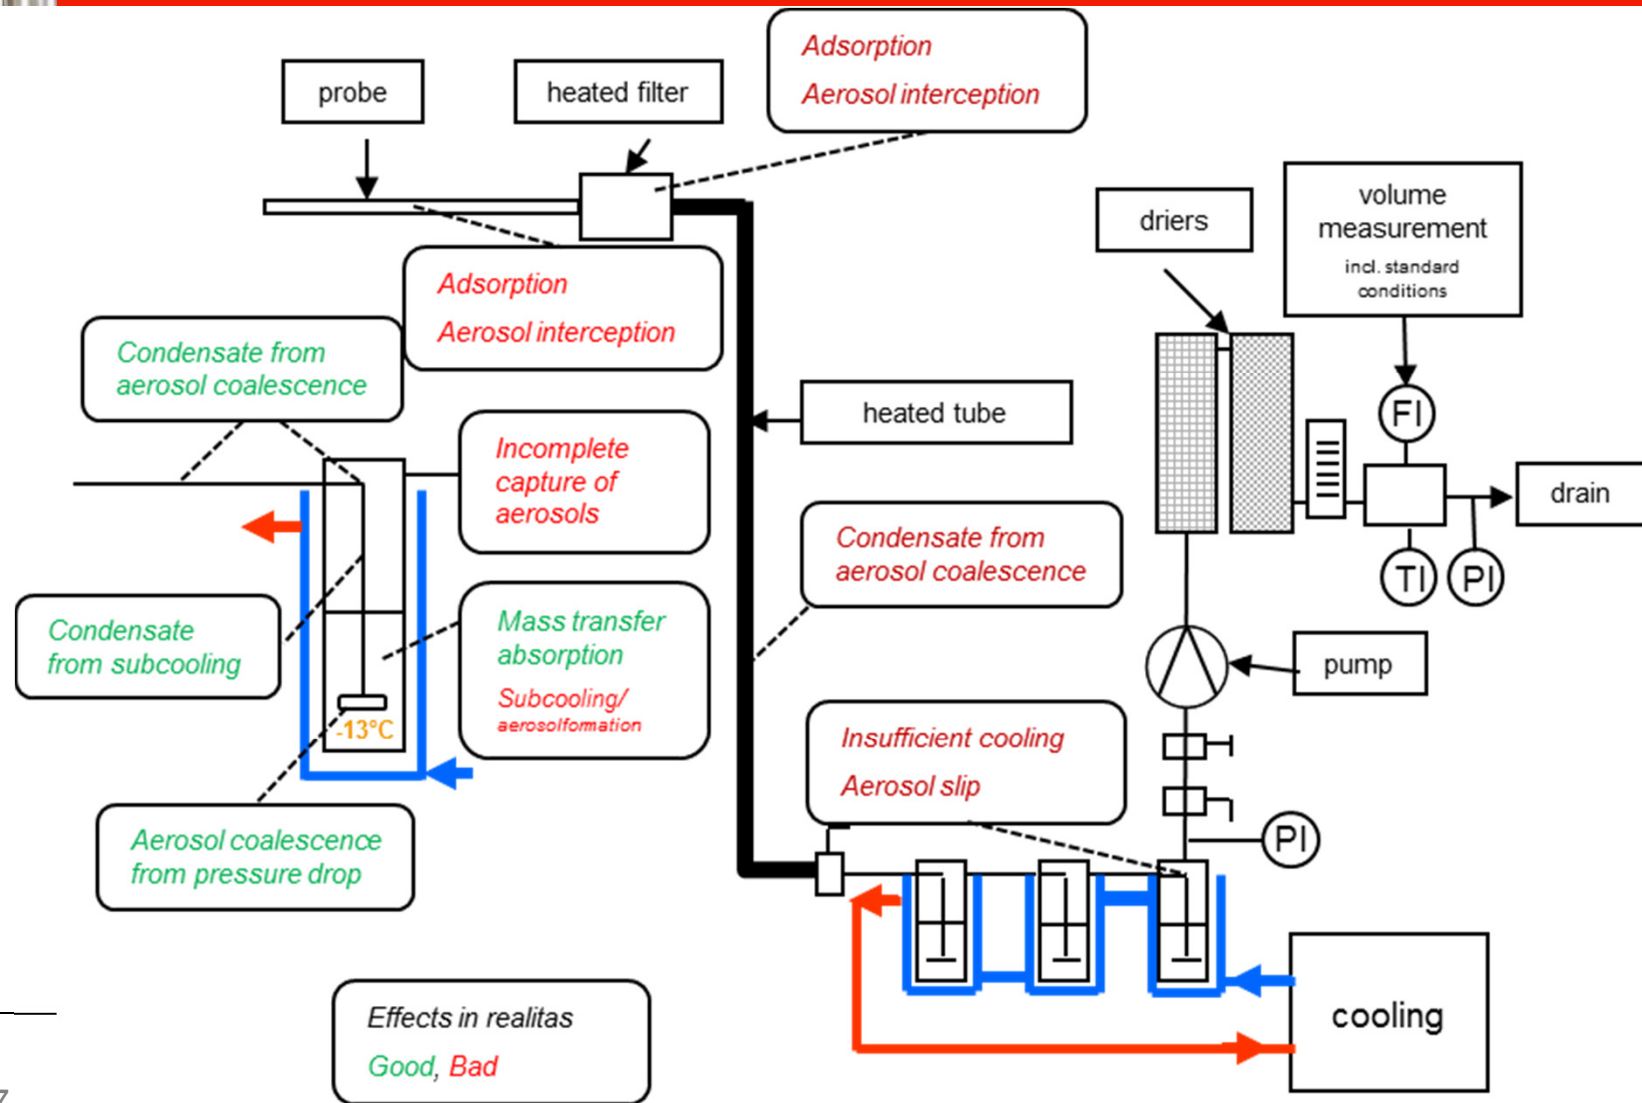 Adsorption
Aerosol interception
probe
heated filter
volume
measurement
incl. standard
conditions
driers
Adsorption
Aerosol interception
Condensate from
aerosol coalescence
heated tube
FI
Incomplete
capture of
aerosols
drain
Condensate from
aerosol coalescence
TI
PI
Condensate
from subcooling
Mass transfer
absorption
Subcooling/
aerosolformation
pump
-13°C
Insufficient cooling
Aerosol slip
Aerosol coalescence
from pressure drop
PI
cooling
Effects in realitas
Good, Bad
7